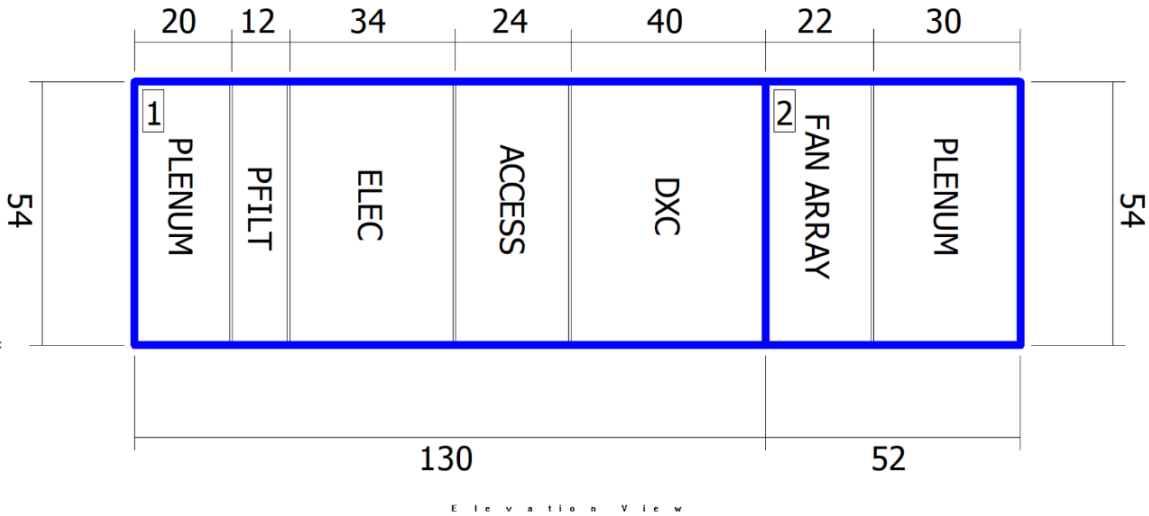 20 12 34 24 40 22 30
1 2
PLENUM PFILT ELEC ACCESS DXC FAN ARRAY PLENUM
54 54
130 52
Elevation View